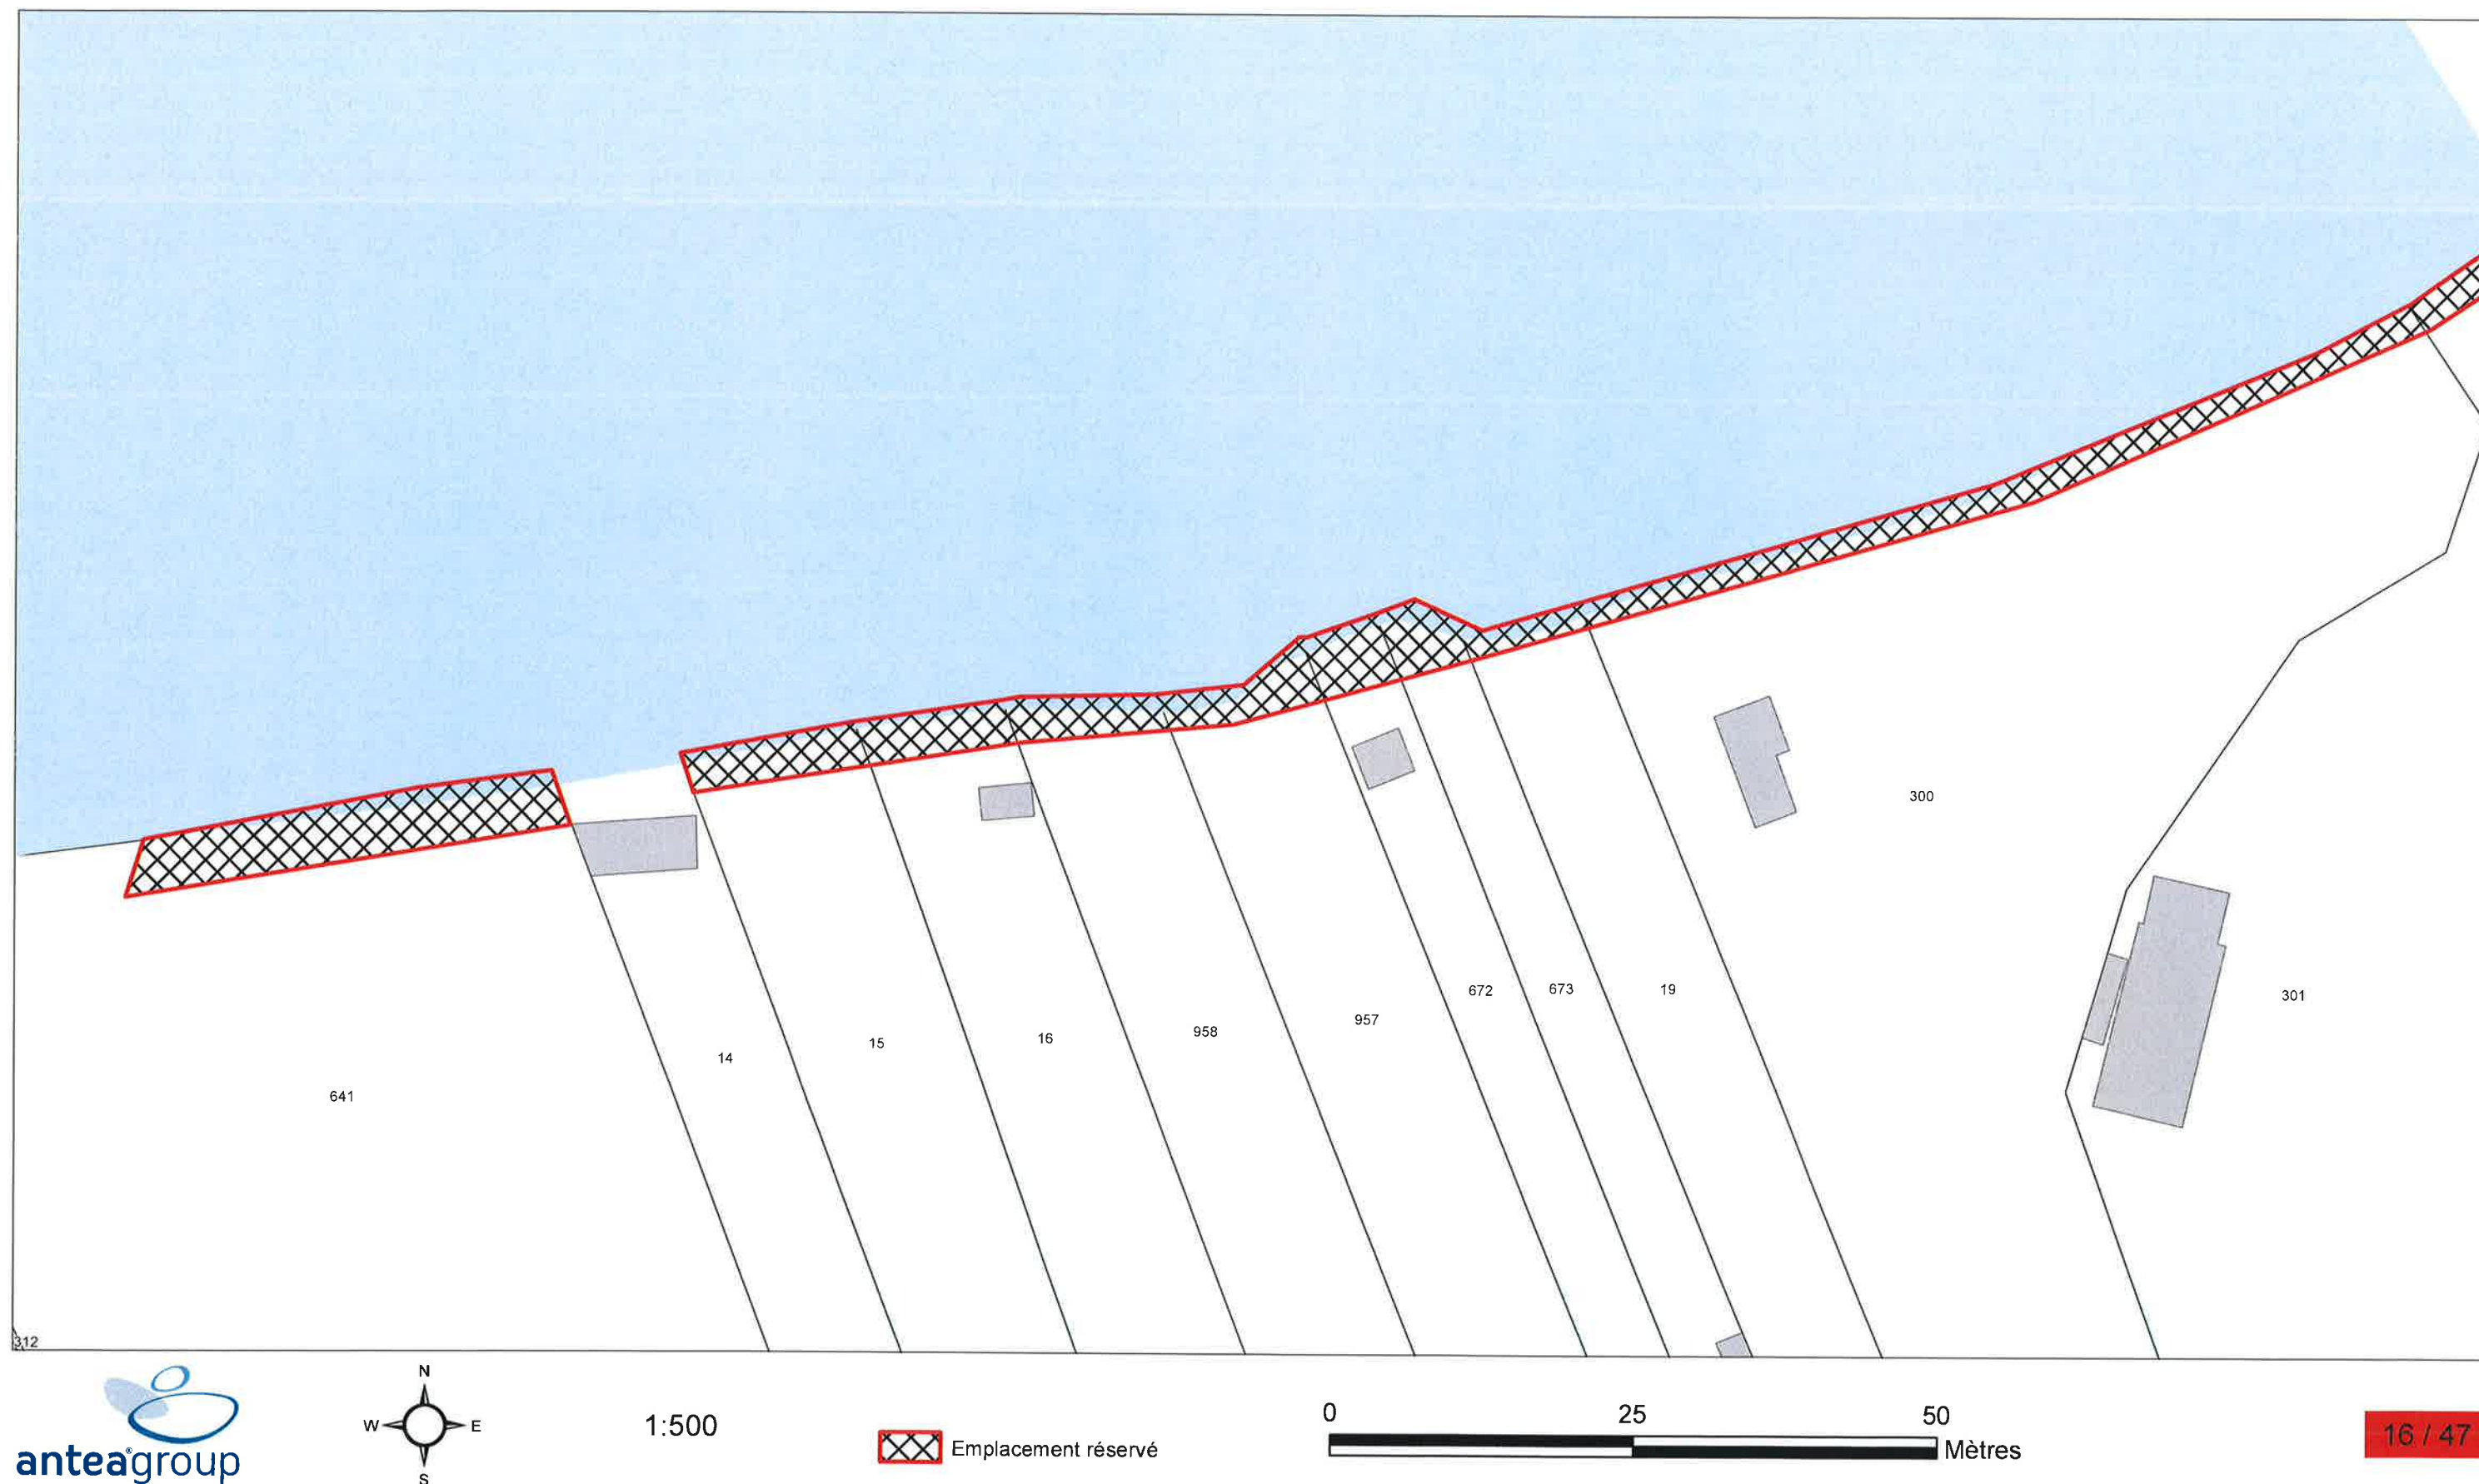 300
672
673
19
301
957
958
16
15
14
641
312
N
W
E
S
anteagroup
1:500
Emplacement réservé
0
25
50
Mètres
16 / 47